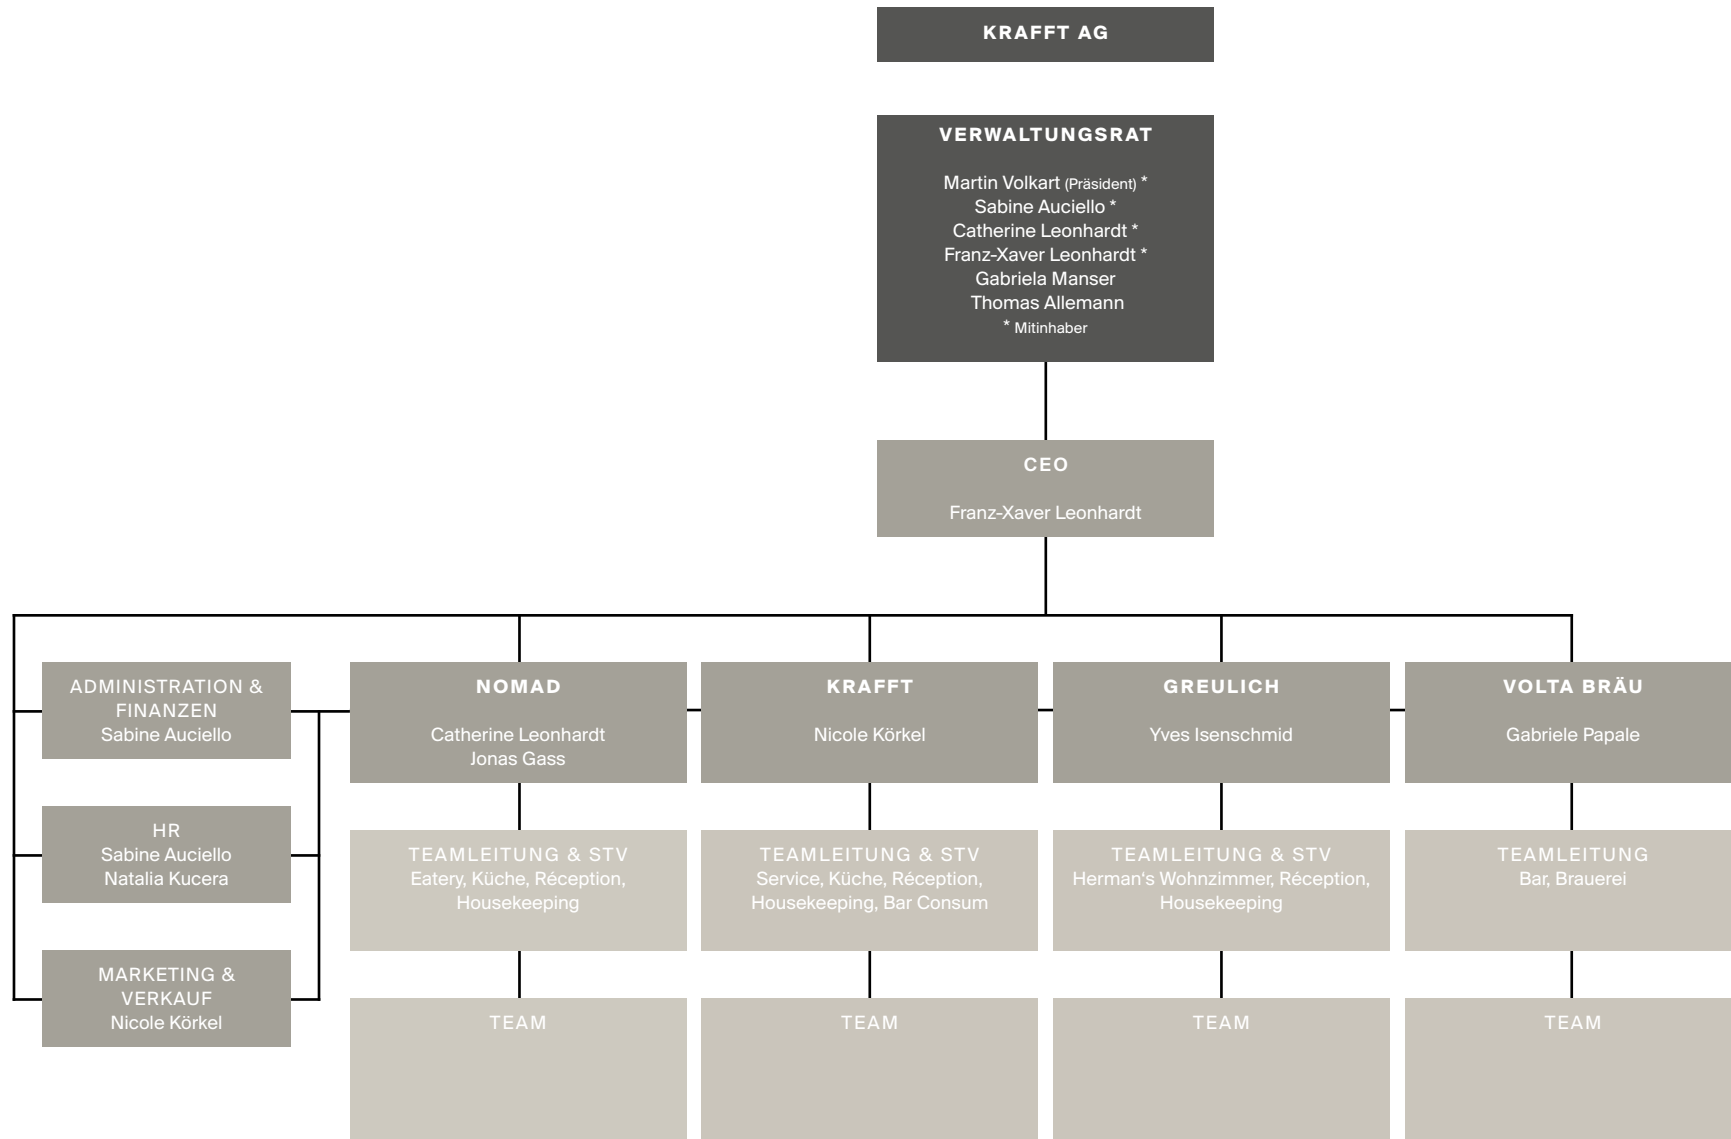 KRAFFT AG
VERWALTUNGSRAT
Martin Volkart (Präsident) *
Sabine Auciello *
Catherine Leonhardt *
Franz-Xaver Leonhardt *
Gabriela Manser
Thomas Allemann
* Mitinhaber
CEO
Franz-Xaver Leonhardt
ADMINISTRATION &
FINANZEN
Sabine Auciello
HR
Sabine Auciello
Natalia Kucera
MARKETING &
VERKAUF
Nicole Körkel
NOMAD
Catherine Leonhardt
Jonas Gass
TEAMLEITUNG & STV
Eatery, Küche, Réception,
Housekeeping
TEAM
KRAFFT
Nicole Körkel
TEAMLEITUNG & STV
Service, Küche, Réception,
Housekeeping, Bar Consum
TEAM
GREULICH
Yves Isenschmid
TEAMLEITUNG & STV
Herman‘s Wohnzimmer, Réception,
Housekeeping
TEAM
VOLTA BRÄU
Gabriele Papale
TEAMLEITUNG
Bar, Brauerei
TEAM